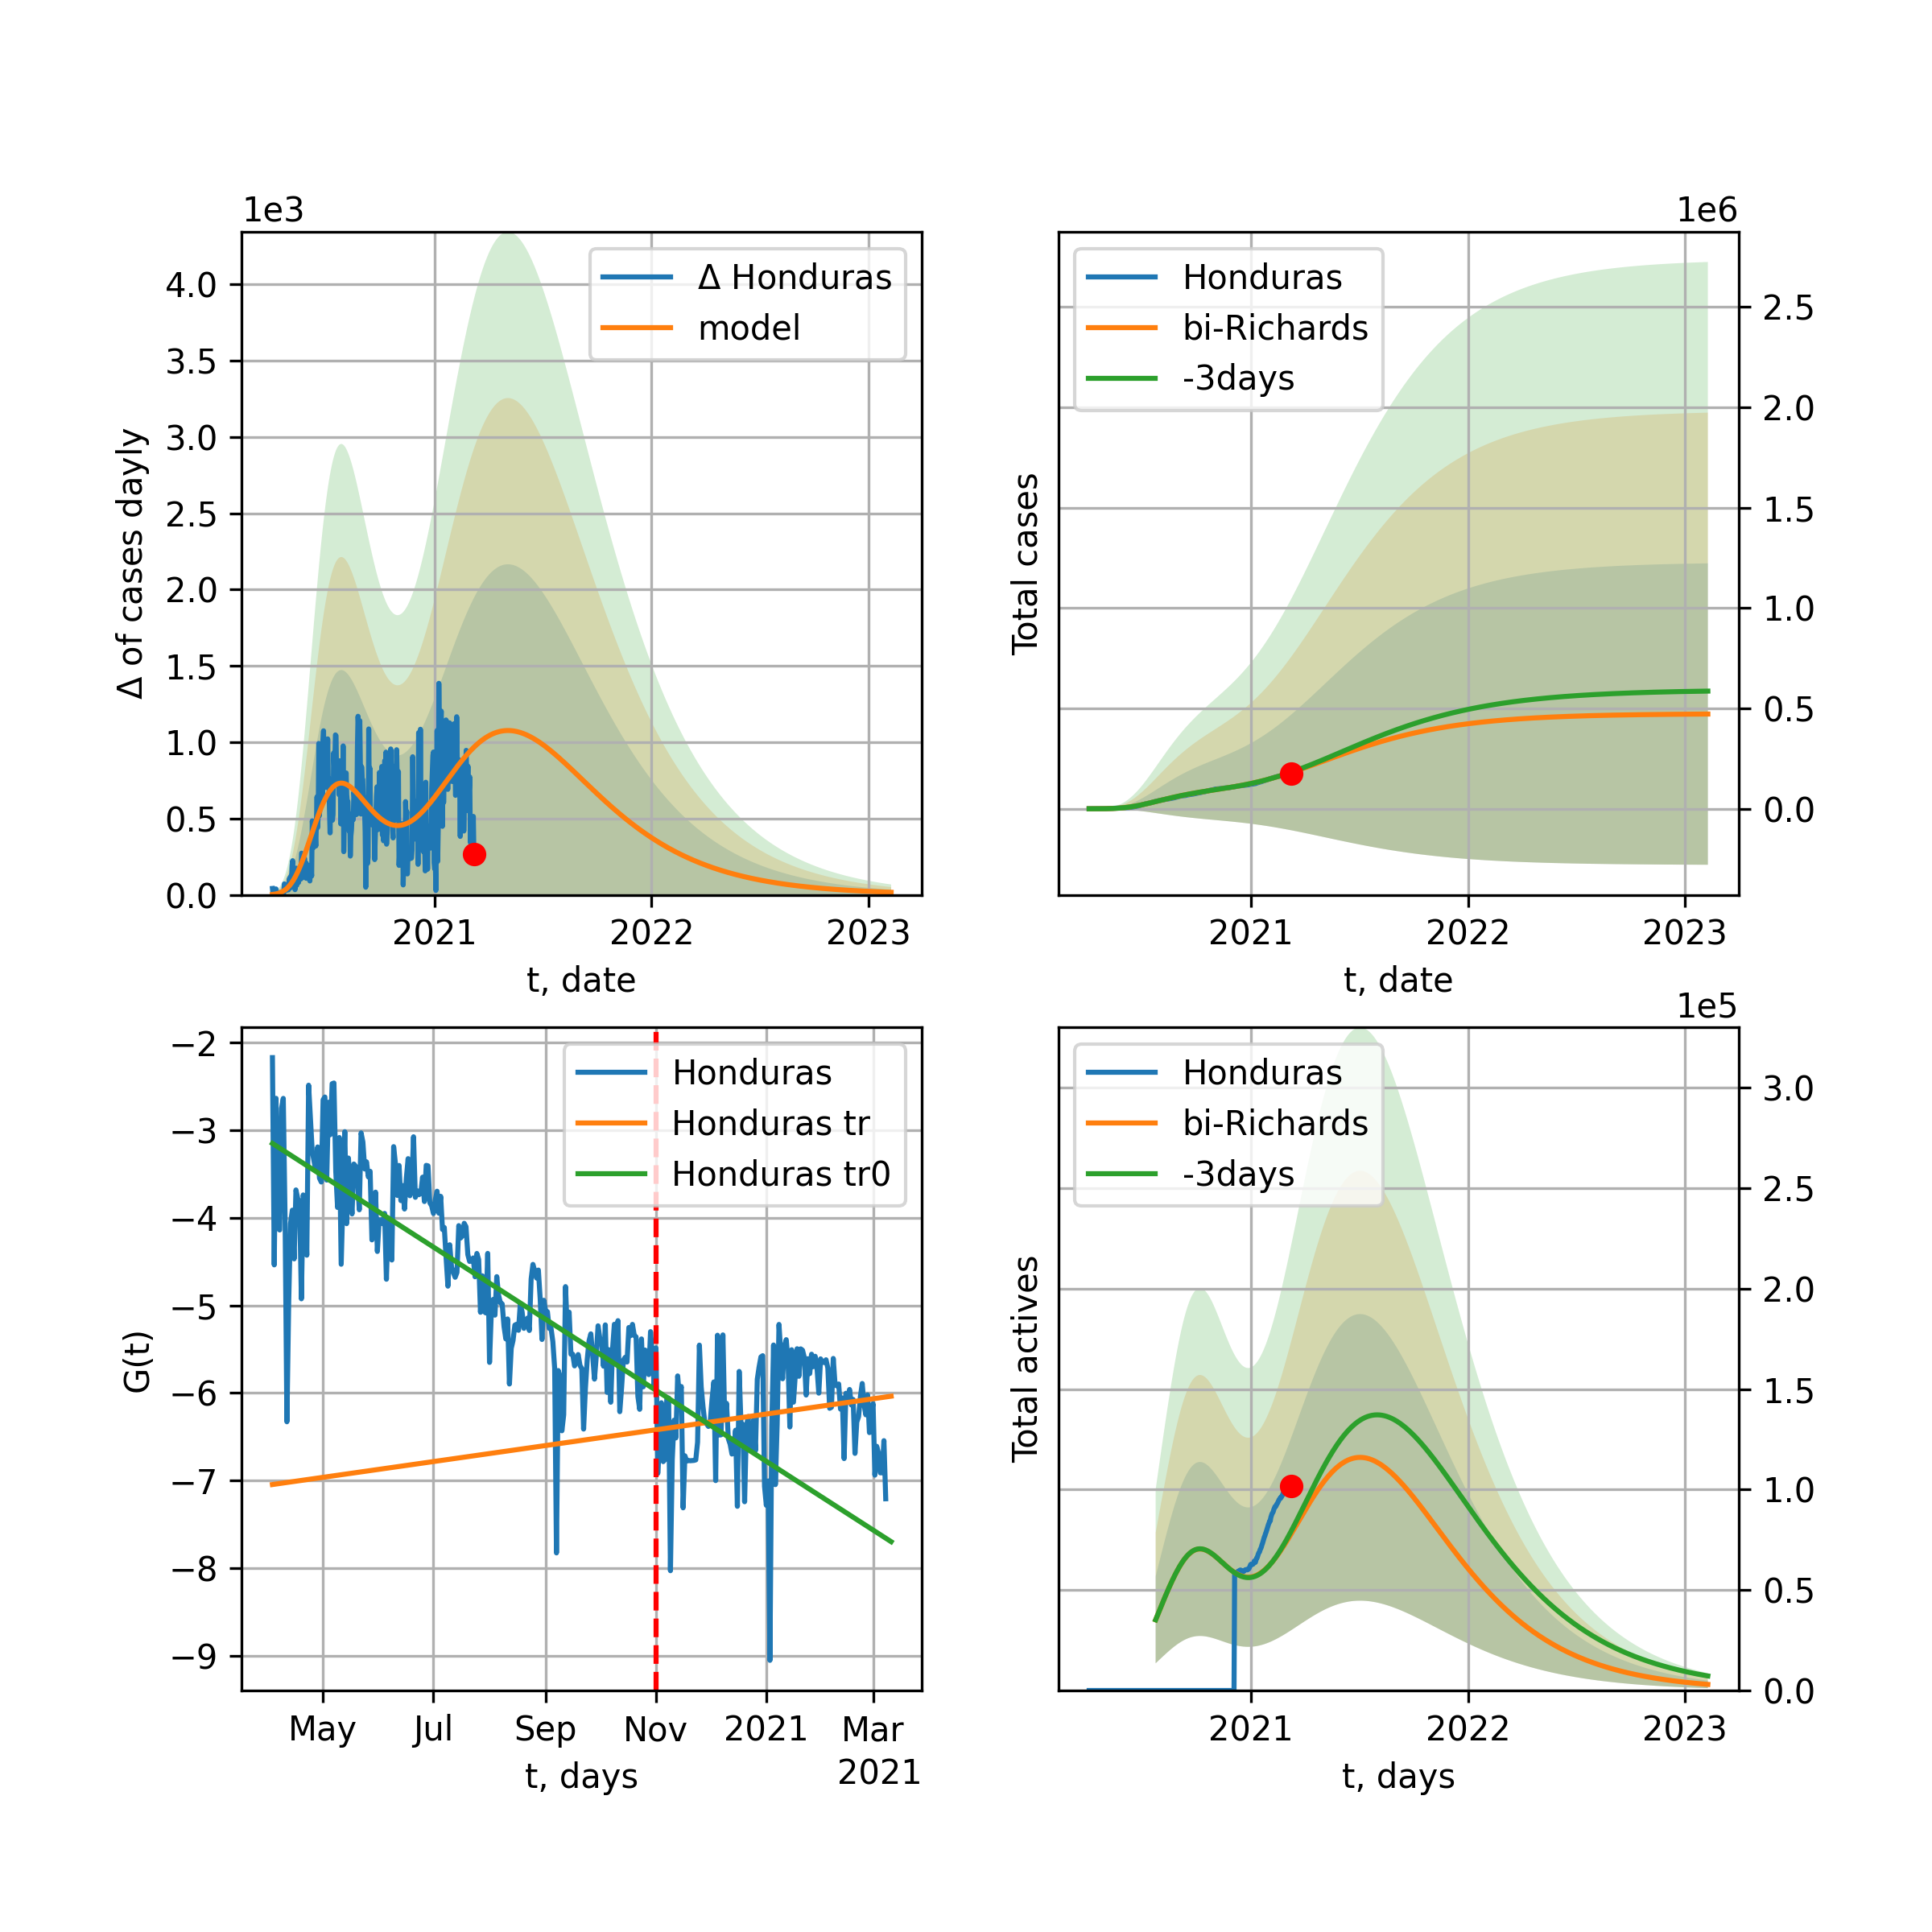 1e3
Δ of cases dayly
4.0
3.5
3.0
2.5
2.0
1.5
1.0
0.5
0.0
Δ Honduras
model
2021 2022 2023
t, date
1e6
Total cases
Honduras
bi-Richards
-3days
2.5
2.0
1.5
1.0
0.5
0.0
2021 2022 2023
t, date
G(t)
−2
−3
−4
−5
−6
−7
−8
−9
Honduras
Honduras tr
Honduras tr0
May Jul Sep Nov 2021 Mar
2021
t, days
1e5
Total actives
Honduras
bi-Richards
-3days
3.0
2.5
2.0
1.5
1.0
0.5
0.0
2021 2022 2023
t, days